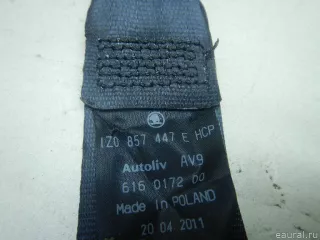 1Z0 857 447 E HCP
Autoliv AV9
616 0172 00
Made in POLAND
20 04 2011
eaural.ru